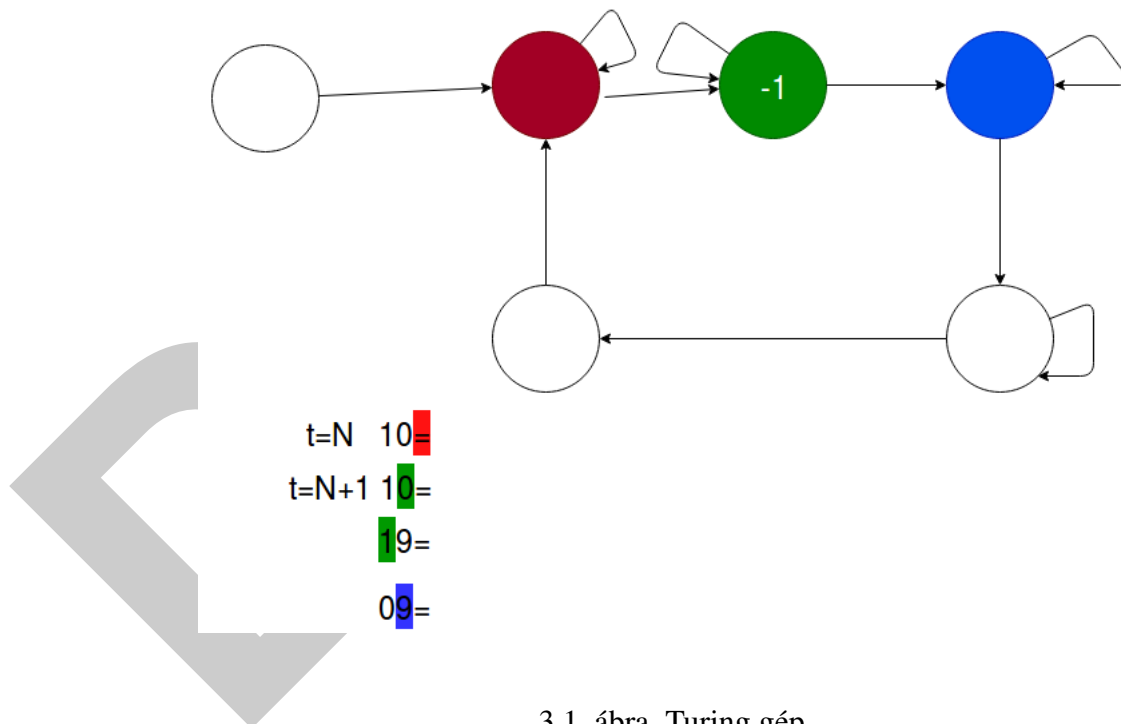 -1
t=N 10=
t=N+1 10=
19=
09=
3.1. ábra. Turing gép